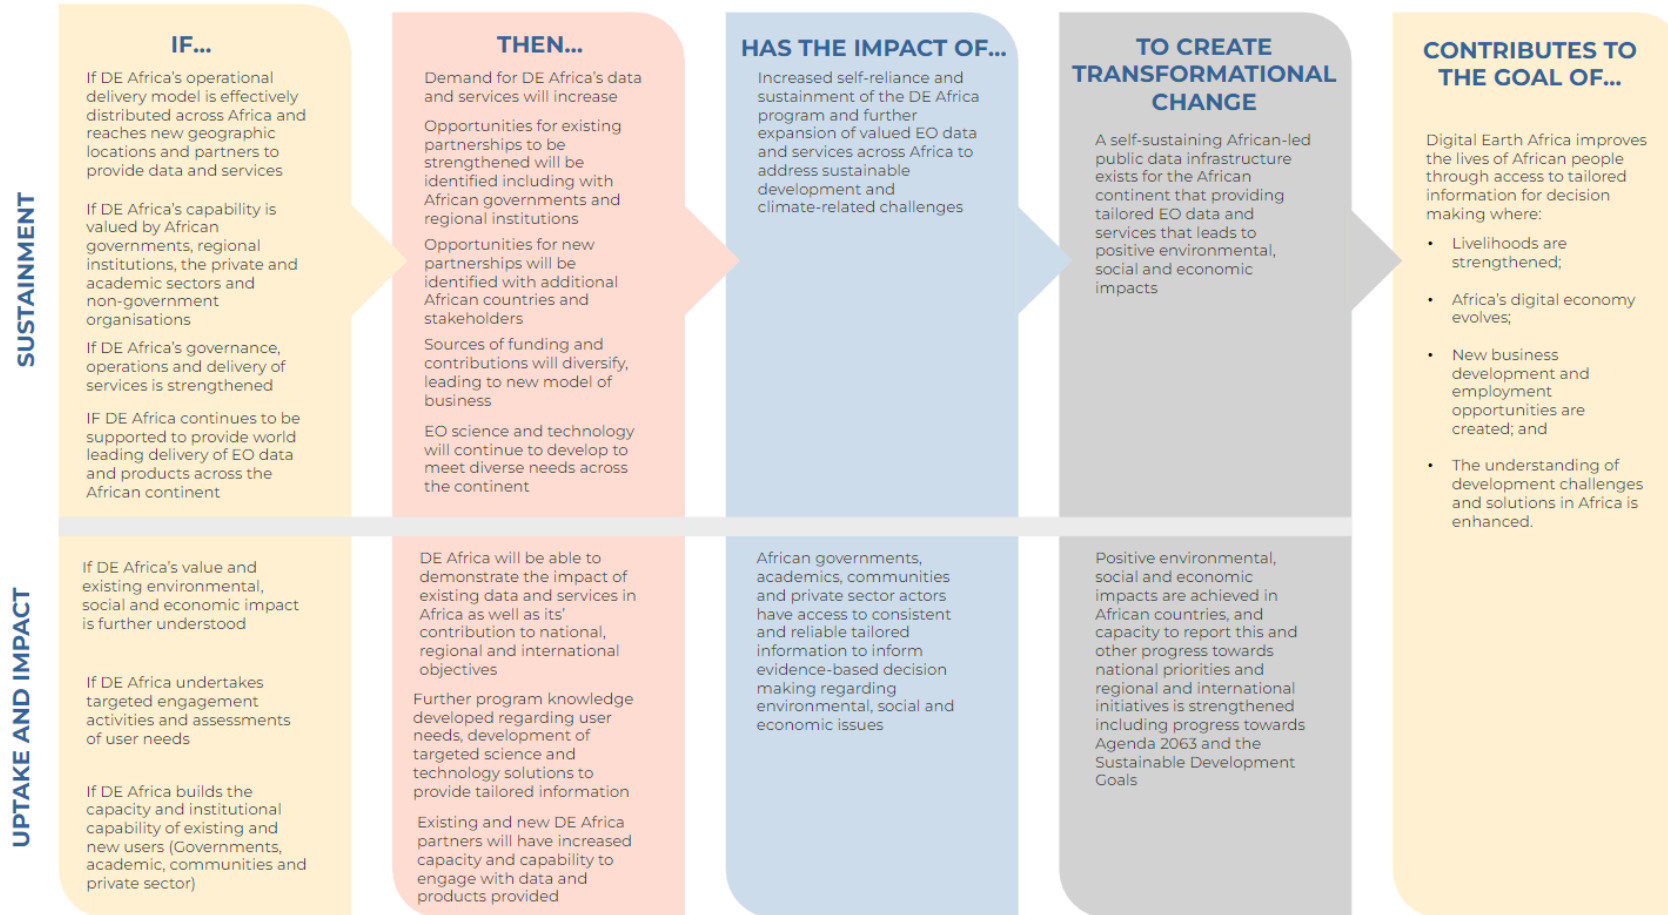 SUSTAINMENT
IF...
If DE Africa's operational
delivery model is effectively
distributed across Africa and
reaches new geographic
locations and partners to
provide data and services
If DE Africa's capability is
valued by African
governments, regional
institutions, the private and
academic sectors and
non-government
organisations
If DE Africa's governance,
operations and delivery of
services is strengthened
IF DE Africa continues to be
supported to provide world
leading delivery of EO data
and products across the
African continent
THEN...
Demand for DE Africa's data
and services will increase
Opportunities for existing
partnerships to be
strengthened will be
identified including with
African governments and
regional institutions
Opportunities for new
partnerships will be
identified with additional
African countries and
stakeholders
Sources of funding and
contributions will diversify,
leading to new model of
business
EO science and technology
will continue to develop to
meet diverse needs across
the continent
HAS THE IMPACT OF...
Increased self-reliance and
sustainment of the DE Africa
program and further
expansion of valued EO data
and services across Africa to
address sustainable
development and
climate-related challenges
TO CREATE
TRANSFORMATIONAL
CHANGE
A self-sustaining African-led
public data infrastructure
exists for the African
continent that providing
tailored EO data and
services that leads to
positive environmental,
social and economic
impacts
CONTRIBUTES TO
THE GOAL OF...
Digital Earth Africa improves
the lives of African people
through access to tailored
information for decision
making where:
• Livelihoods are
strengthened;
• Africa's digital economy
evolves;
• New business
development and
employment
opportunities are
created; and
• The understanding of
development challenges
and solutions in Africa is
enhanced.
UPTAKE AND IMPACT
If DE Africa's value and
existing environmental,
social and economic impact
is further understood
If DE Africa undertakes
targeted engagement
activities and assessments
of user needs
If DE Africa builds the
capacity and institutional
capability of existing and
new users (Governments,
academic, communities and
private sector)
DE Africa will be able to
demonstrate the impact of
existing data and services in
Africa as well as its'
contribution to national,
regional and international
objectives
Further program knowledge
developed regarding user
needs, development of
targeted science and
technology solutions to
provide tailored information
Existing and new DE Africa
partners will have increased
capacity and capability to
engage with data and
products provided
African governments,
academics, communities
and private sector actors
have access to consistent
and reliable tailored
information to inform
evidence-based decision
making regarding
environmental, social and
economic issues
Positive environmental,
social and economic
impacts are achieved in
African countries, and
capacity to report this and
other progress towards
national priorities and
regional and international
initiatives is strengthened
including progress towards
Agenda 2063 and the
Sustainable Development
Goals